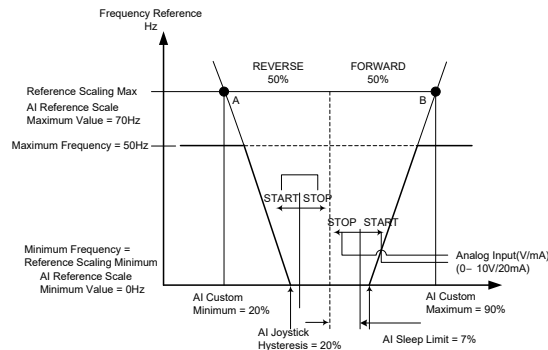 Frequency Reference
Hz
REVERSE
50%
FORWARD
50%
Reference Scaling Max
A
B
AI Reference Scale
Maximum Value = 70Hz
Maximum Frequency = 50Hz
START
STOP
STOP
START
Minimum Frequency =
Reference Scaling Minimum
AI Reference Scale
Minimum Value = 0Hz
Analog Input(V/mA)
(0– 10V/20mA)
AI Custom
Minimum = 20%
AI Custom
Maximum = 90%
AI Joystick
Hysteresis = 20%
AI Sleep Limit = 7%